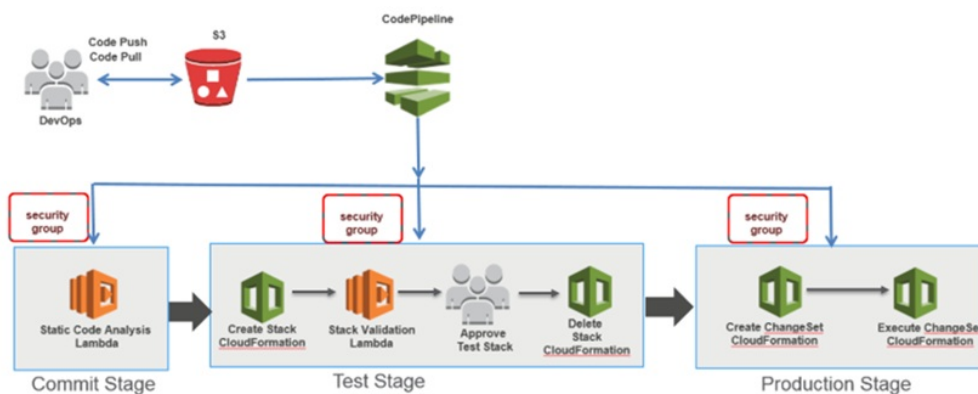 CodePipeline
Code Push
Code Pull
S3
DevOps
security
group
security
group
security
group
Static Code Analysis
Lambda
Create Stack
CloudFormation
Stack Validation
Lambda
Approve
Test Stack
Delete
Stack
CloudFormation
Create ChangeSet
CloudFormation
Execute ChangeSet
CloudFormation
Commit Stage
Test Stage
Production Stage